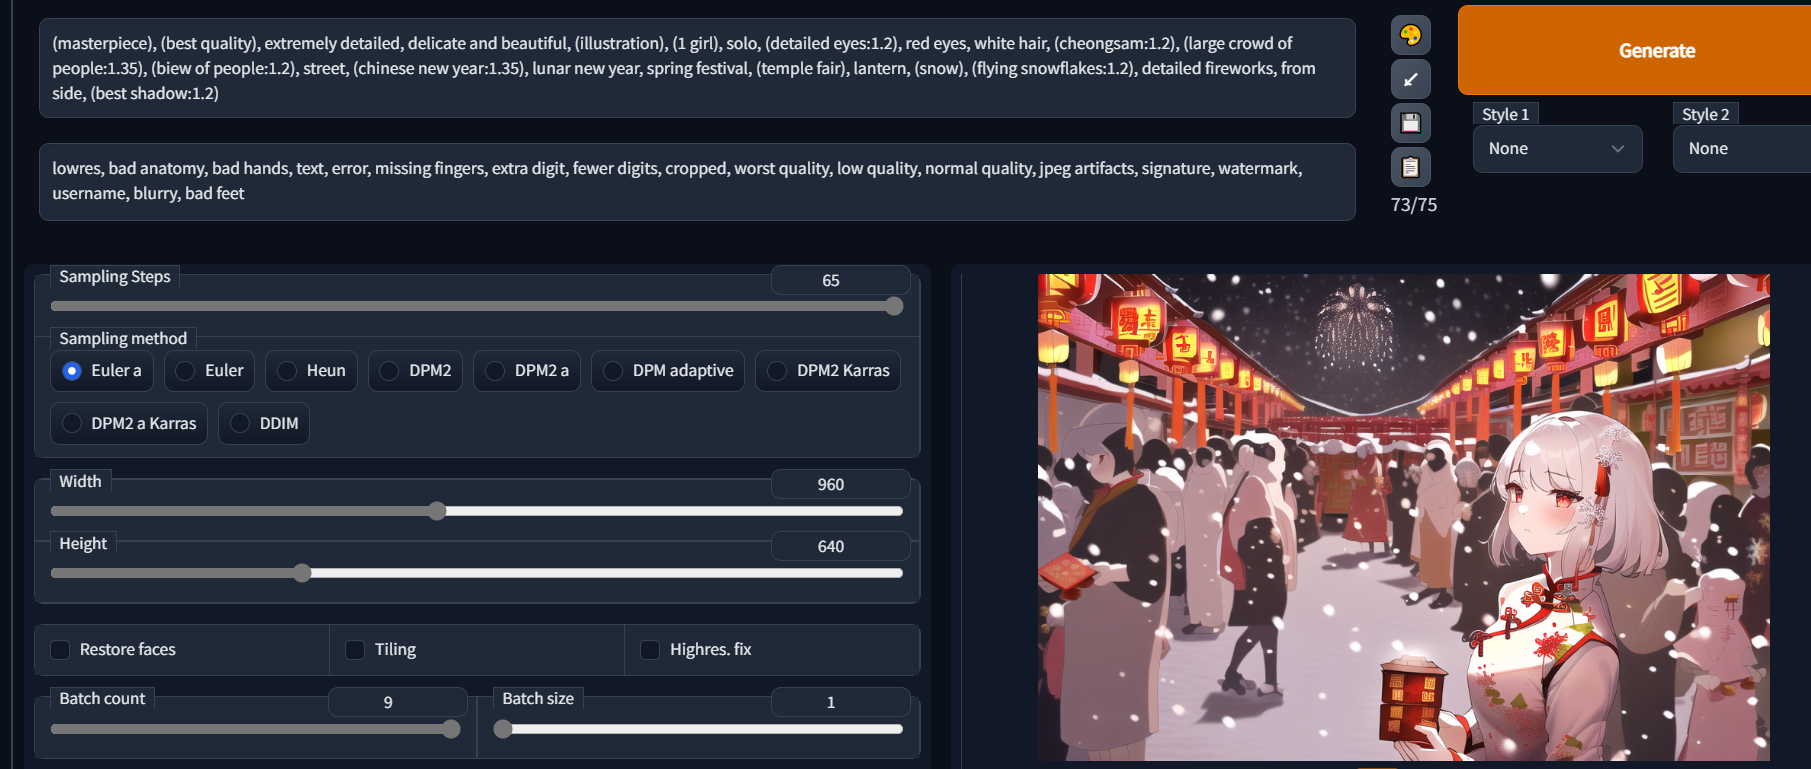 (masterpiece), (best quality), extremely detailed, delicate and beautiful, (illustration), (1 girl), solo, (detailed eyes:1.2), red eyes, white hair, (cheongsam:1.2), (large crowd of
people:1.35), (biew of people:1.2), street, (chinese new year:1.35), lunar new year, spring festival, (temple fair), lantern, (snow), (flying snowflakes:1.2), detailed fireworks, from
side, (best shadow:1.2)
Generate
Style 1
Style 2
None
None
lowres, bad anatomy, bad hands, text, error, missing fingers, extra digit, fewer digits, cropped, worst quality, low quality, normal quality, jpeg artifacts, signature, watermark,
username, blurry, bad feet
73/75
Sampling Steps
65
Sampling method
Euler a
Euler
Heun
DPM2
DPM2 a
DPM adaptive
DPM2 Karras
DPM2 a Karras
DDIM
Width
960
Height
640
Restore faces
Tiling
Highres. fix
Batch count
9
Batch size
1